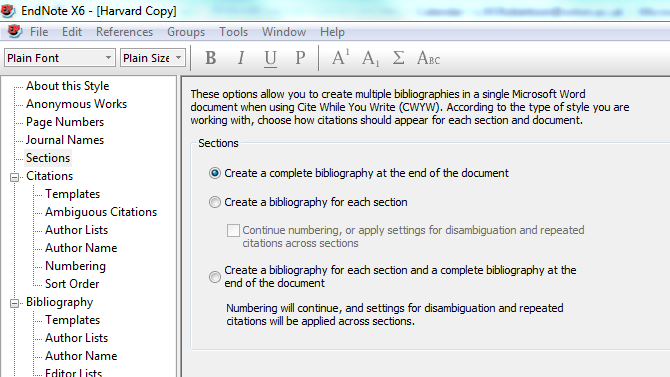 EndNote X6 - [Harvard Copy]
File Edit References Groups Tools Window Help
Plain Font Plain Size B I U P A¹ A₁ Σ ABC
About this Style
Anonymous Works
Page Numbers
Journal Names
Sections
Citations
Templates
Ambiguous Citations
Author Lists
Author Name
Numbering
Sort Order
Bibliography
Templates
Author Lists
Author Name
Editor Lists
These options allow you to create multiple bibliographies in a single Microsoft Word
document when using Cite While You Write (CWYW). According to the type of style you are
working with, choose how citations should appear for each section and document.
Sections
Create a complete bibliography at the end of the document
Create a bibliography for each section
Continue numbering, or apply settings for disambiguation and repeated
citations across sections
Create a bibliography for each section and a complete bibliography at the
end of the document
Numbering will continue, and settings for disambiguation and repeated
citations will be applied across sections.